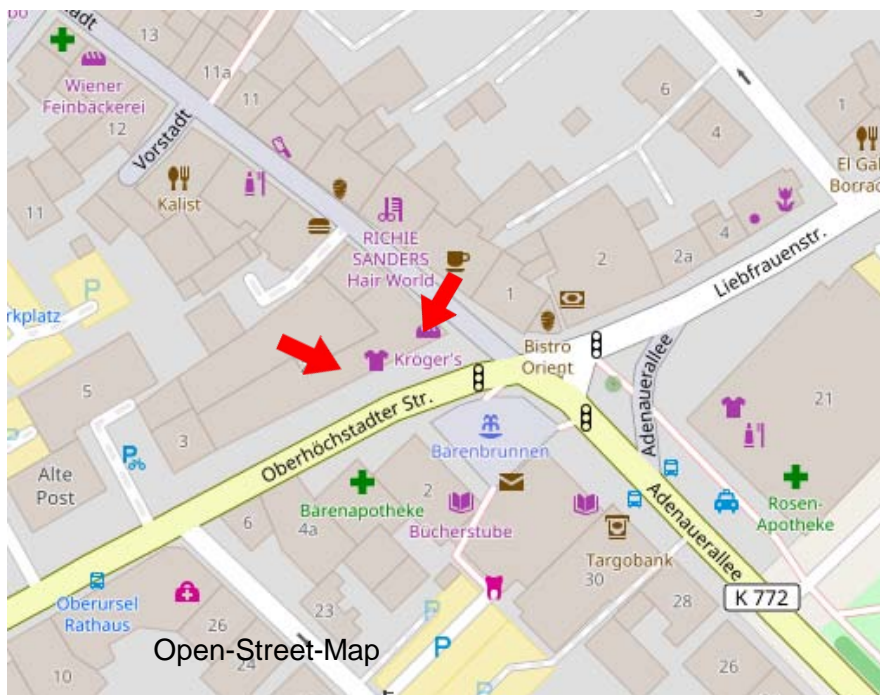 bo
stadt
13
11a
Wiener
Feinbäckerei
12
11
Vorstadt
Kalist
11
RICHIE
SANDERS
Hair World
6
4
1
El Gal
Borrac
4
2a
2
1
Liebfrauenstr.
P
rkplatz
Bistro
Orient
Kröger's
5
3
Oberhöchstadter Str.
Adenauerallee
21
Bärenbrunnen
P
Alte
Post
Bärenapotheke
2
Bücherstube
4a
6
Rosen-
Apotheke
Targobank
30
Adenauerallee
K 772
28
Oberursel
Rathaus
26
23
P
P
Open-Street-Map
24
10
26